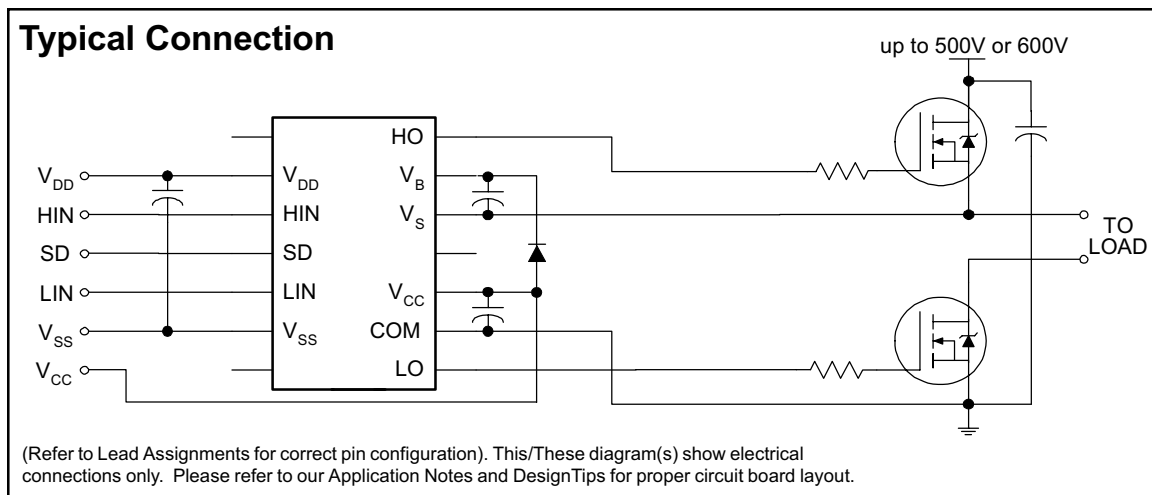 Typical Connection
up to 500V or 600V
HO
VDD
VDD
VB
HIN
HIN
VS
TO
LOAD
SD
SD
LIN
LIN
VCC
VSS
VSS
COM
VCC
LO
(Refer to Lead Assignments for correct pin configuration). This/These diagram(s) show electrical
connections only. Please refer to our Application Notes and DesignTips for proper circuit board layout.